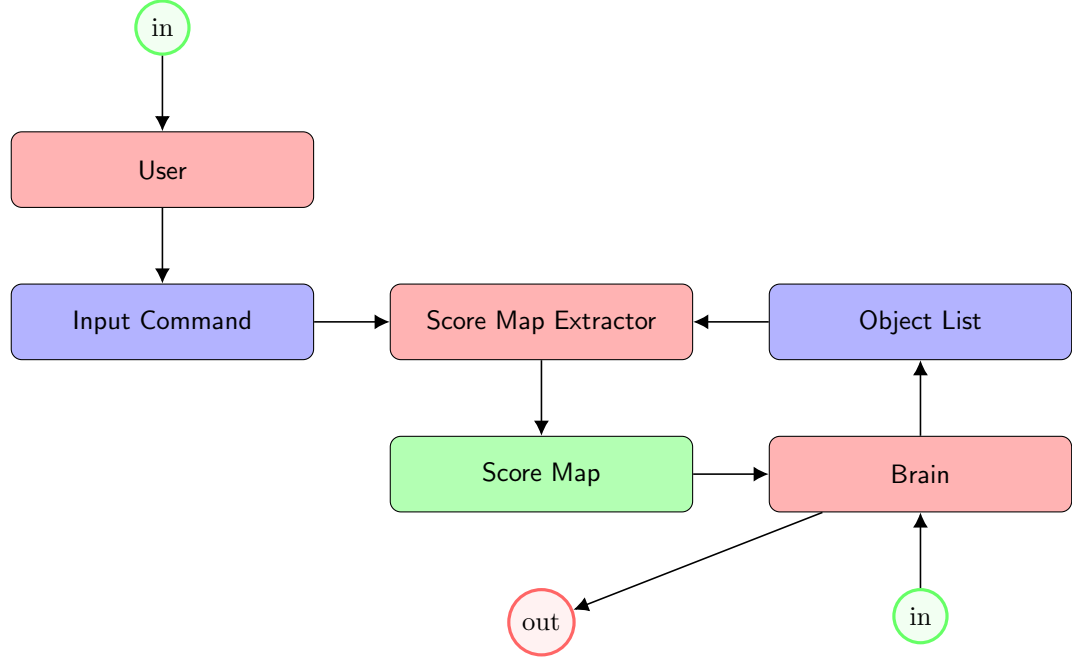 in
User
Input Command
Score Map Extractor
Object List
Score Map
Brain
out
in